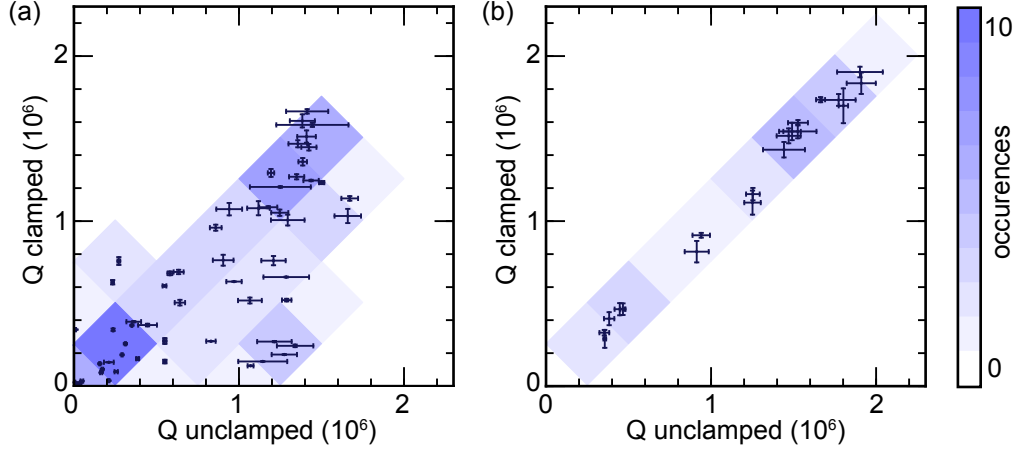 (a)
(b)
2
1
0
Q clamped (10⁶)
0
1
2
Q unclamped (10⁶)
2
1
0
Q clamped (10⁶)
0
1
2
Q unclamped (10⁶)
10
occurences
0